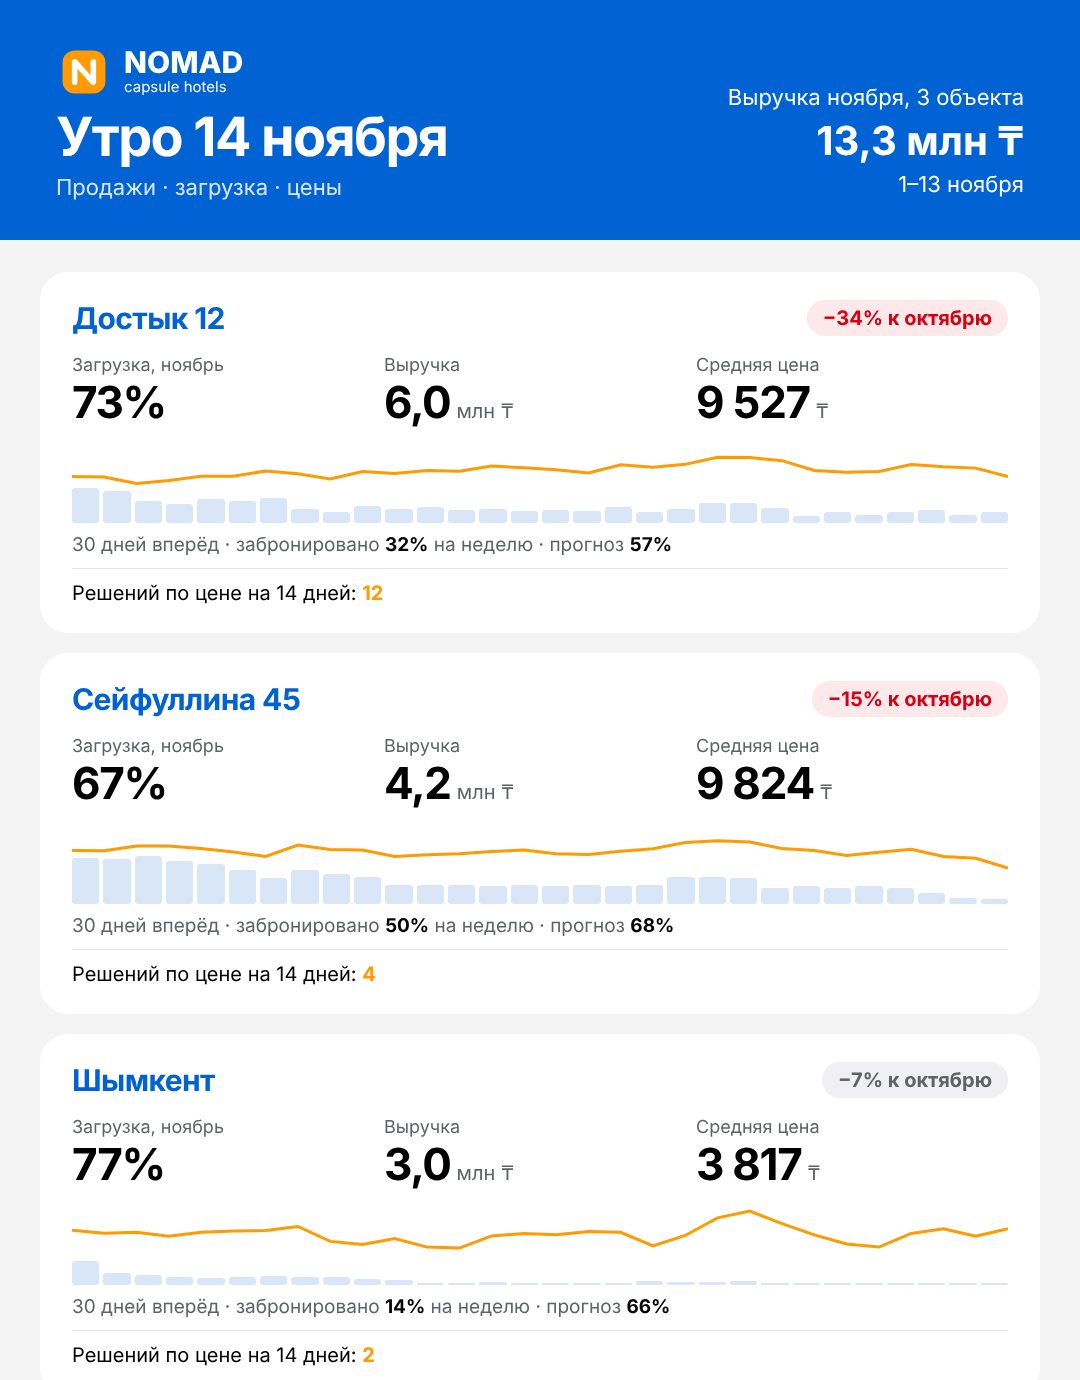 N NOMAD
capsule hotels
Утро 14 ноября
Продажи · загрузка · цены
Выручка ноября, 3 объекта
13,3 млн ₸
1–13 ноября
Достык 12
−34% к октябрю
Загрузка, ноябрь Выручка Средняя цена
73% 6,0 млн ₸ 9 527 ₸
30 дней вперёд · забронировано 32% на неделю · прогноз 57%
Решений по цене на 14 дней: 12
Сейфуллина 45
−15% к октябрю
Загрузка, ноябрь Выручка Средняя цена
67% 4,2 млн ₸ 9 824 ₸
30 дней вперёд · забронировано 50% на неделю · прогноз 68%
Решений по цене на 14 дней: 4
Шымкент
−7% к октябрю
Загрузка, ноябрь Выручка Средняя цена
77% 3,0 млн ₸ 3 817 ₸
30 дней вперёд · забронировано 14% на неделю · прогноз 66%
Решений по цене на 14 дней: 2